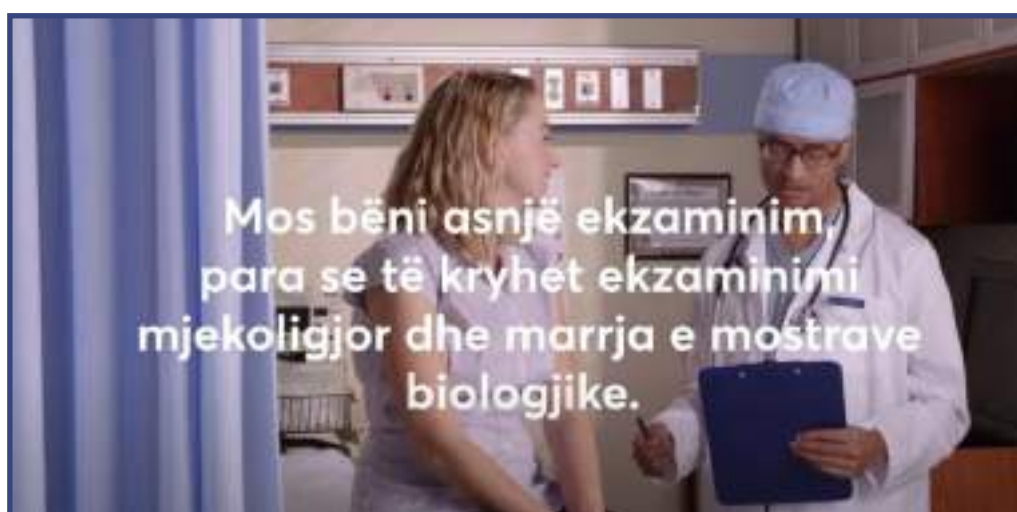 Mos bëni asnjë ekzaminim,
para se të kryhet ekzaminimi
mjekoligjor dhe marrja e mostrave
biologjike.